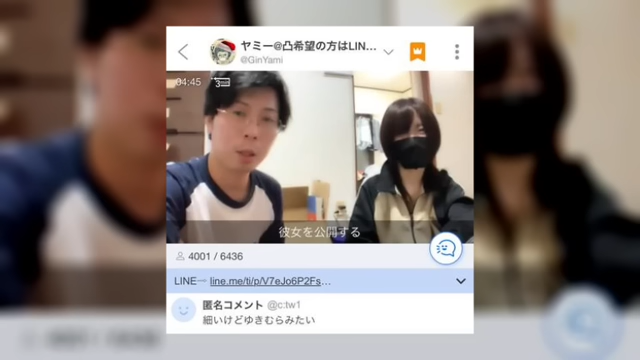 ヤミー@凸希望の方はLIN...
@GinYami
04:45
彼女を公開する
4001 / 6436
LINE→ line.me/ti/p/V7eJo6P2Fs...
匿名コメント @c:tw1
細いけどゆきむらみたい